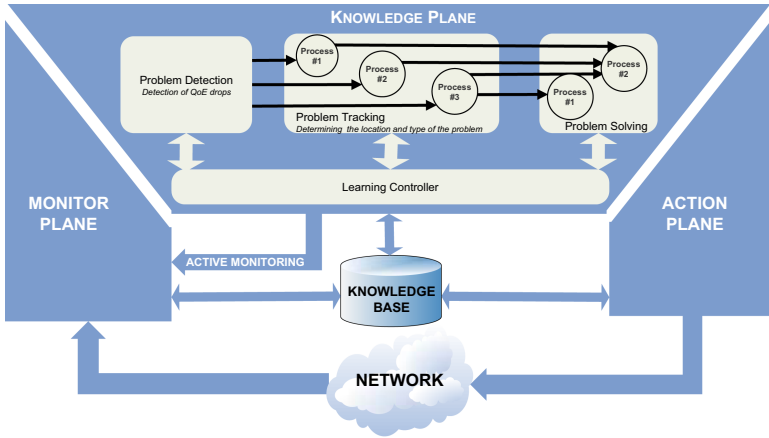 KNOWLEDGE PLANE
Problem Detection
Detection of QoE drops
Process
#1
Process
#2
Process
#3
Problem Tracking
Determining the location and type of the problem
Process
#2
Process
#1
Problem Solving
Learning Controller
MONITOR
PLANE
ACTION
PLANE
ACTIVE MONITORING
KNOWLEDGE
BASE
NETWORK